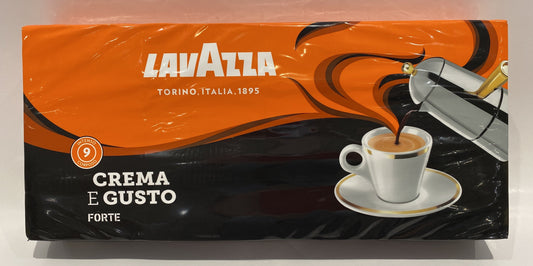 LAVAZZA
TORINO, ITALIA, 1895
9
CREMA
E GUSTO
FORTE